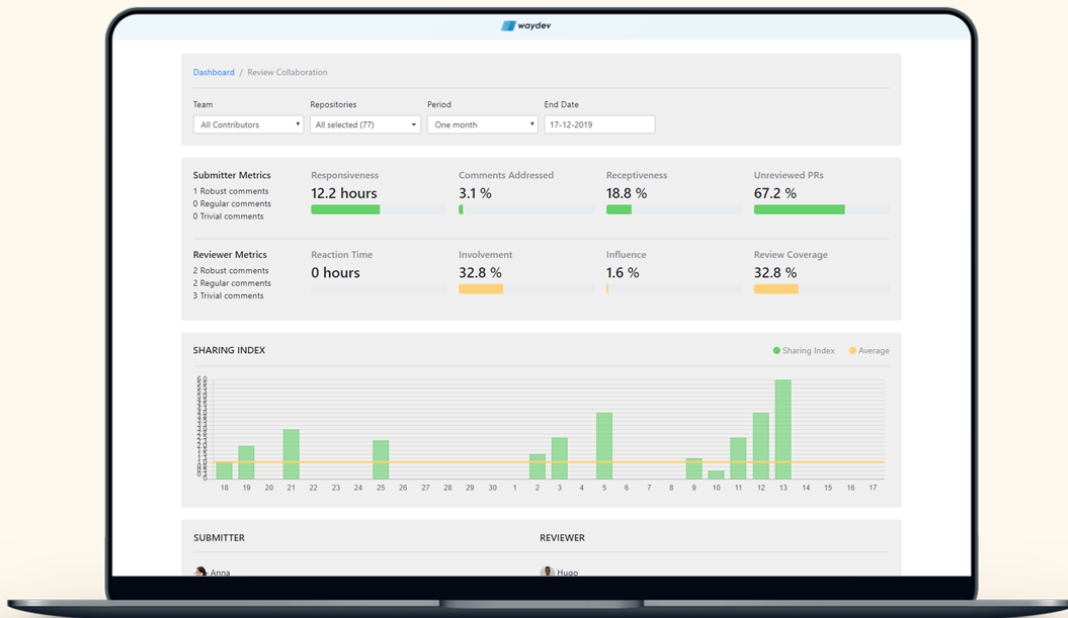 waydev
Dashboard / Review Collaboration
Team Repositories Period End Date
All Contributors All selected (77) One month 17-12-2019
Submitter Metrics Responsiveness Comments Addressed Receptiveness Unreviewed PRs
1 Robust comments 12.2 hours 3.1 % 18.8 % 67.2 %
0 Regular comments
0 Trivial comments
Reviewer Metrics Reaction Time Involvement Influence Review Coverage
2 Robust comments 0 hours 32.8 % 1.6 % 32.8 %
2 Regular comments
3 Trivial comments
SHARING INDEX Sharing Index Average
18 19 20 21 22 23 24 25 26 27 28 29 30 1 2 3 4 5 6 7 8 9 10 11 12 13 14 15 16 17
SUBMITTER REVIEWER
Anna Hugo